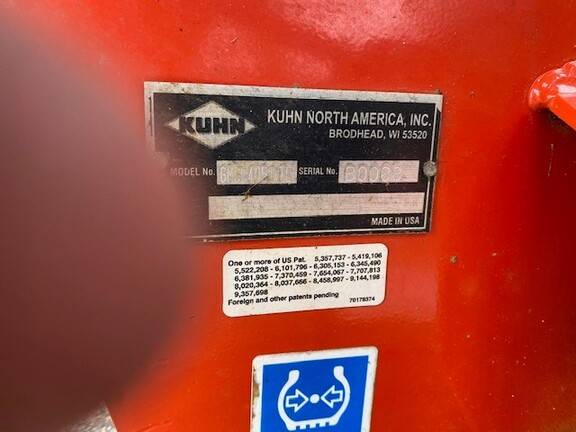 KUHN
KUHN NORTH AMERICA, INC.
BRODHEAD, WI 53520
MODEL No. SERIAL No.
MADE IN USA
One or more of US Pat. 5,357,737 - 5,419,106
5,522,208 - 6,101,796 - 6,305,153 - 6,345,490
6,381,935 - 7,370,459 - 7,654,067 - 7,707,813
8,020,364 - 8,037,666 - 8,458,997 - 9,144,198
9,357,698
Foreign and other patents pending 70178374